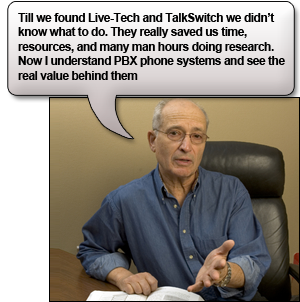 Till we found Live-Tech and TalkSwitch we didn't
know what to do. They really saved us time,
resources, and many man hours doing research.
Now I understand PBX phone systems and see the
real value behind them